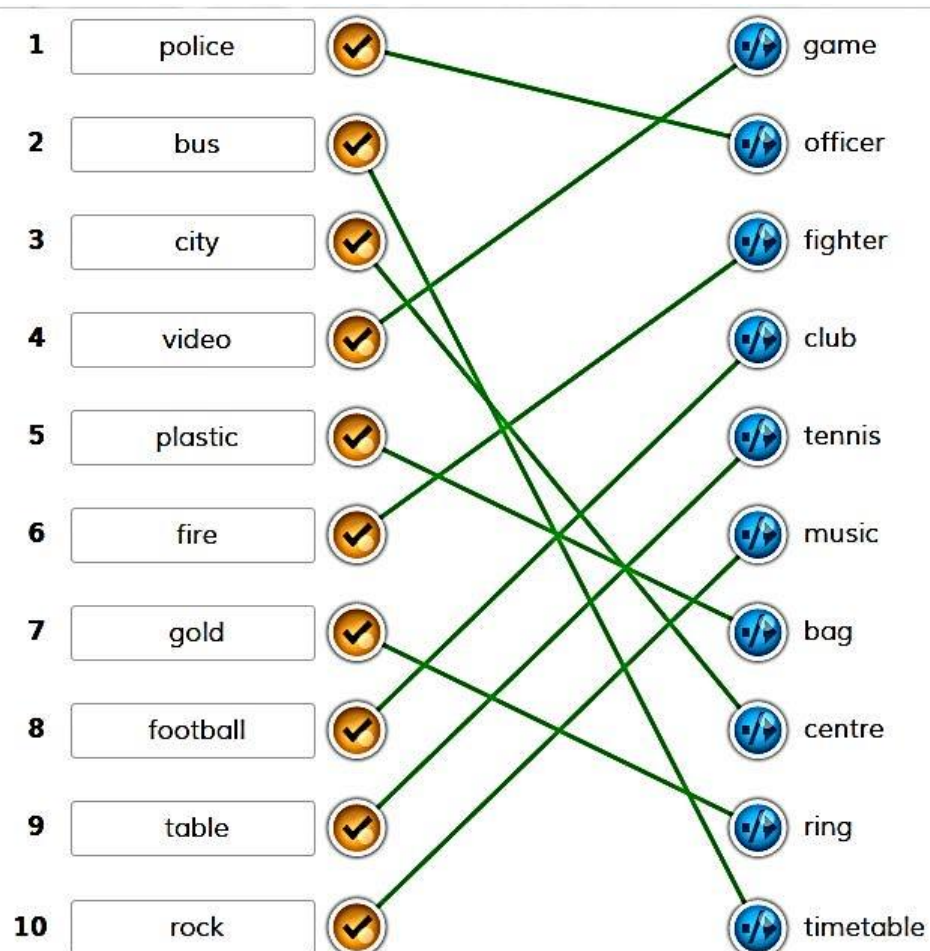 1 police game
2 bus officer
3 city fighter
4 video club
5 plastic tennis
6 fire music
7 gold bag
8 football centre
9 table ring
10 rock timetable